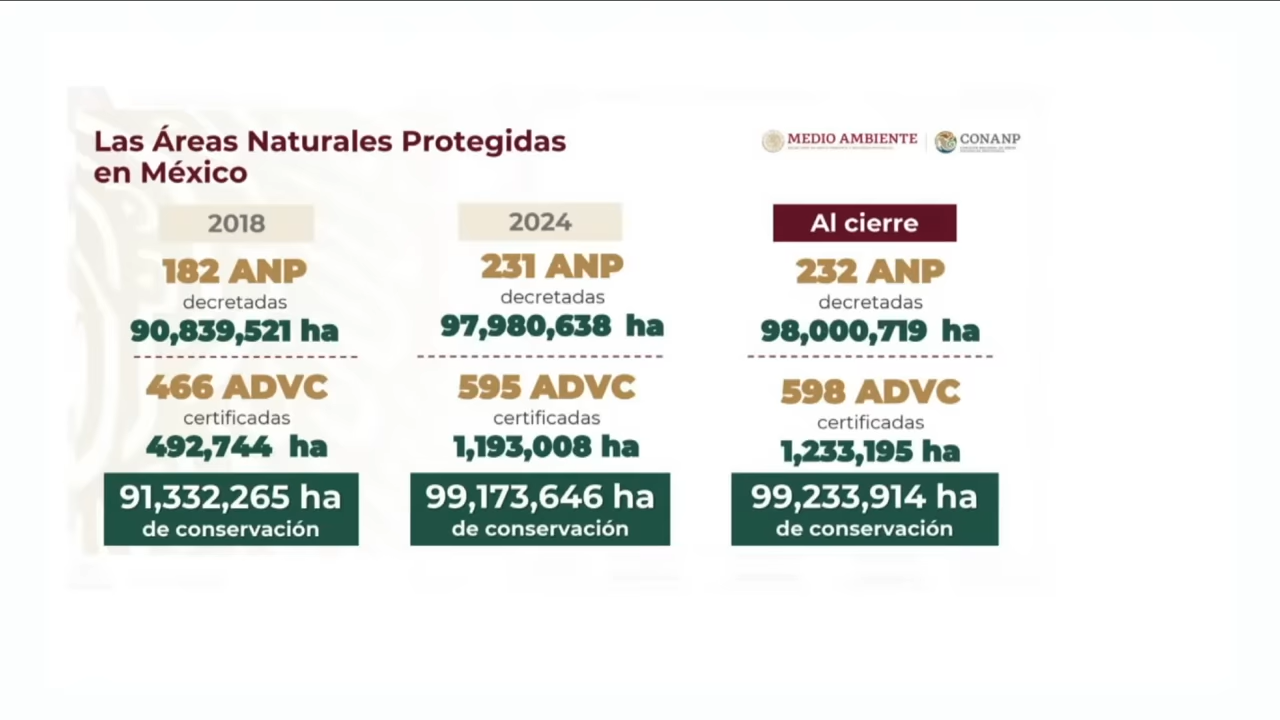 Las Áreas Naturales Protegidas
en México
MEDIO AMBIENTE
CONANP
2018
182 ANP
decretadas
90,839,521 ha
466 ADVC
certificadas
492,744 ha
91,332,265 ha
de conservación
2024
231 ANP
decretadas
97,980,638 ha
595 ADVC
certificadas
1,193,008 ha
99,173,646 ha
de conservación
Al cierre
232 ANP
decretadas
98,000,719 ha
598 ADVC
certificadas
1,233,195 ha
99,233,914 ha
de conservación